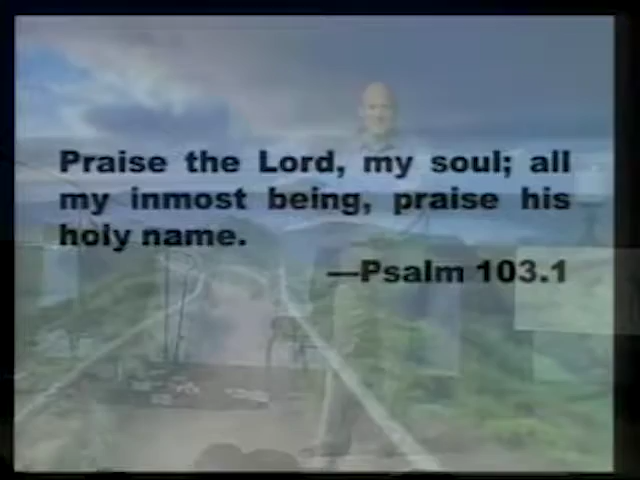 Praise the Lord, my soul; all
my inmost being, praise his
holy name.
—Psalm 103.1